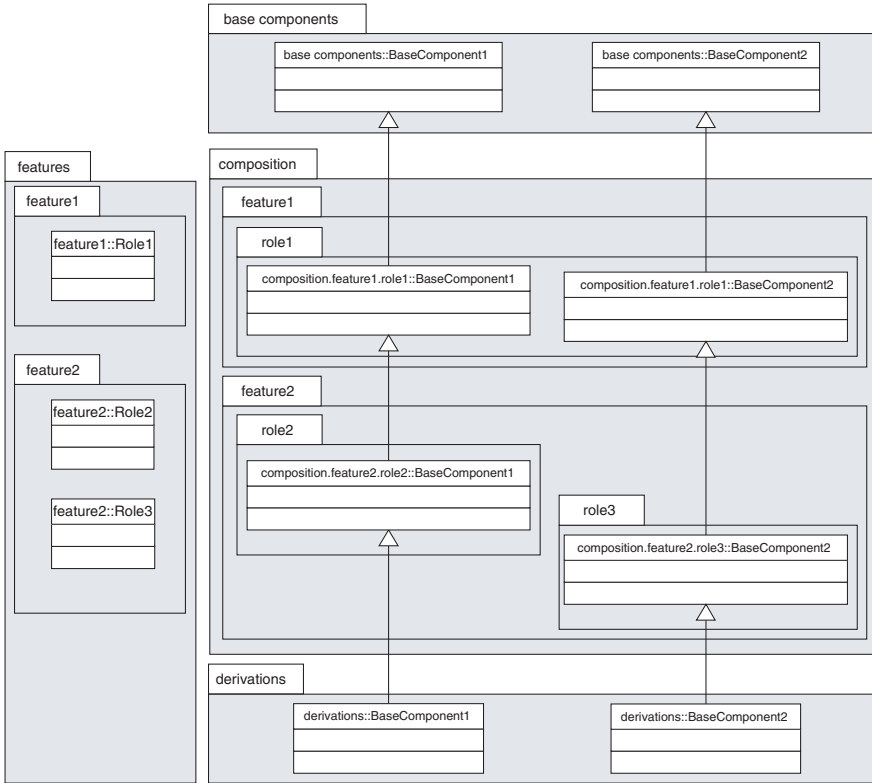 base components
base components::BaseComponent1
base components::BaseComponent2
features
feature1
feature1::Role1
feature2
feature2::Role2
feature2::Role3
composition
feature1
role1
composition.feature1.role1::BaseComponent1
composition.feature1.role1::BaseComponent2
feature2
role2
composition.feature2.role2::BaseComponent1
role3
composition.feature2.role3::BaseComponent2
derivations
derivations::BaseComponent1
derivations::BaseComponent2